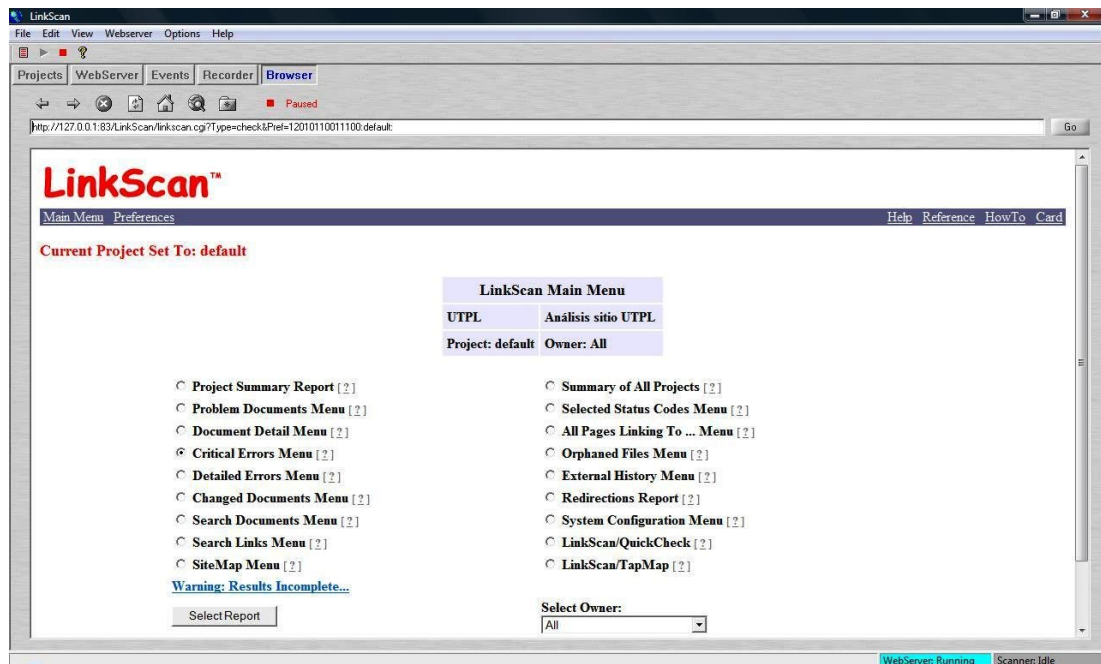 LinkScan
File Edit View Webserver Options Help
Projects WebServer Events Recorder Browser
Paused
http://127.0.0.1:83/LinkScan/linkscan.cgi?Type=check&Pref=12010110011100:default:
Go
LinkScan™
Main Menu Preferences Help Reference HowTo Card
Current Project Set To: default
LinkScan Main Menu
UTPL Análisis sitio UTPL
Project: default Owner: All
Project Summary Report [?] Summary of All Projects [?]
Problem Documents Menu [?] Selected Status Codes Menu [?]
Document Detail Menu [?] All Pages Linking To ... Menu [?]
Critical Errors Menu [?] Orphaned Files Menu [?]
Detailed Errors Menu [?] External History Menu [?]
Changed Documents Menu [?] Redirections Report [?]
Search Documents Menu [?] System Configuration Menu [?]
Search Links Menu [?] LinkScan/QuickCheck [?]
SiteMap Menu [?] LinkScan/TapMap [?]
Warning: Results Incomplete...
Select Report
Select Owner:
All
WebServer: Running Scanner: Idle